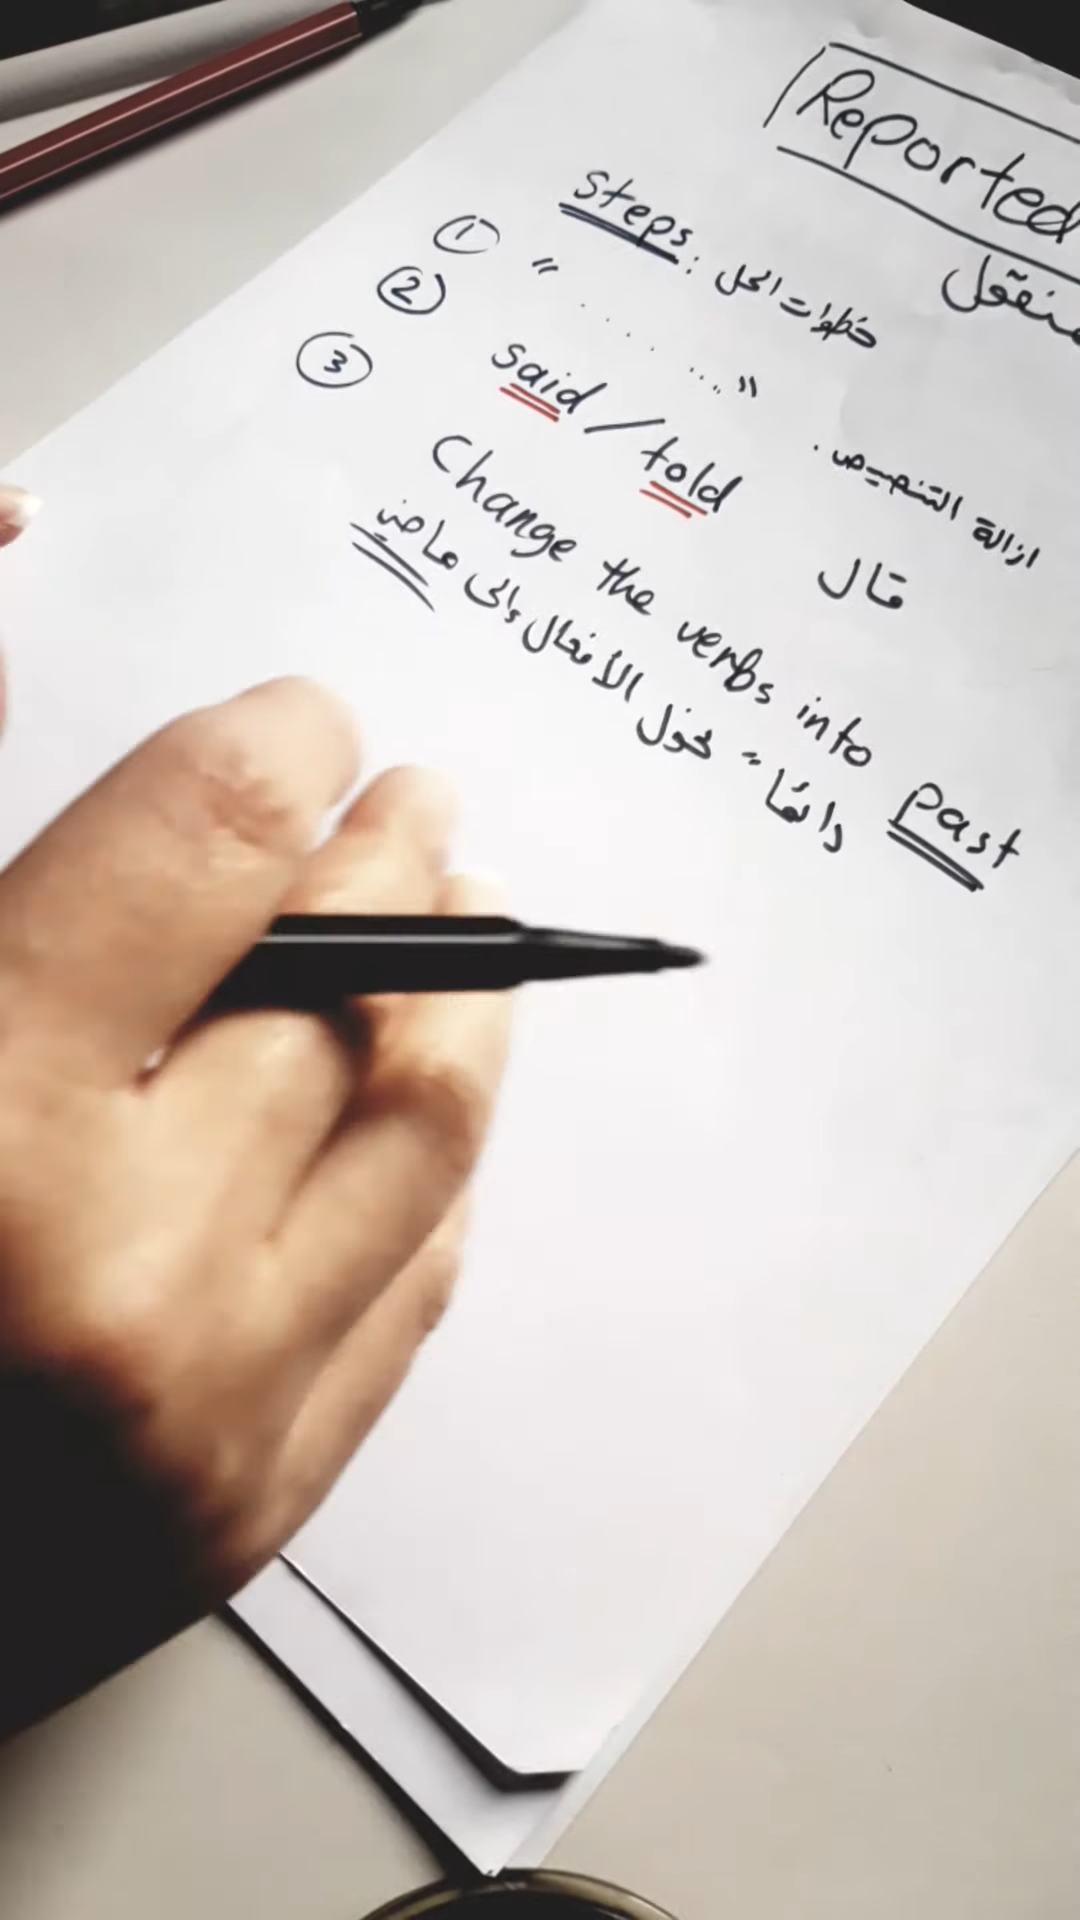 Reported
منقول
Steps: خطوات الحل
① " ..... " ازالة التنصيص.
② said / told قال
③ Change the verbs into Past
دائمًا = نحول الأفعال إلى ماضي